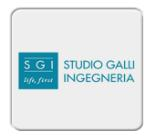 SGI
life, first
STUDIO GALLI
INGEGNERIA